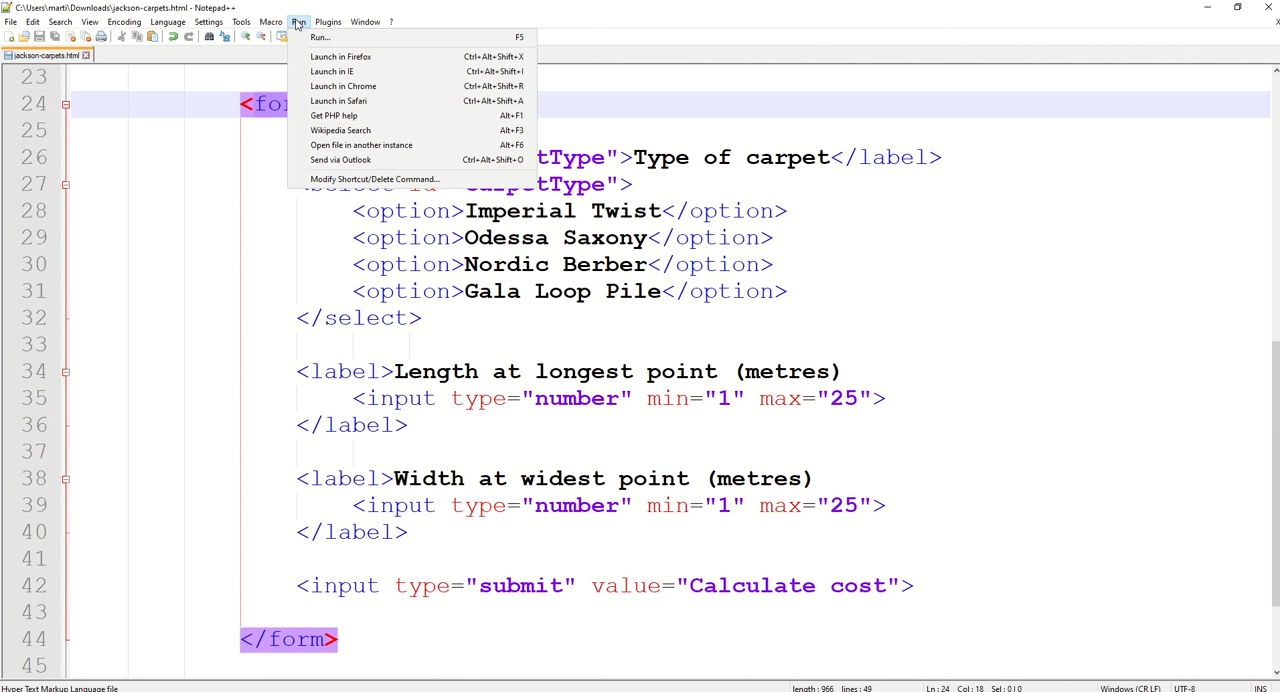 C:\Users\marti\Downloads\jackson-carpets.html - Notepad++
File Edit Search View Encoding Language Settings Tools Macro Run Plugins Window ?
jackson-carpets.html
Run... F5
Launch in Firefox Ctrl+Alt+Shift+X
Launch in IE Ctrl+Alt+Shift+I
Launch in Chrome Ctrl+Alt+Shift+R
Launch in Safari Ctrl+Alt+Shift+A
Get PHP help Alt+F1
Wikipedia Search Alt+F3
Open file in another instance Alt+F6
Send via Outlook Ctrl+Alt+Shift+O
Modify Shortcut/Delete Command...
23
24 <for
25
26 tType">Type of carpet</label>
27 <select id="carpetType">
28 <option>Imperial Twist</option>
29 <option>Odessa Saxony</option>
30 <option>Nordic Berber</option>
31 <option>Gala Loop Pile</option>
32 </select>
33
34 <label>Length at longest point (metres)
35 <input type="number" min="1" max="25">
36 </label>
37
38 <label>Width at widest point (metres)
39 <input type="number" min="1" max="25">
40 </label>
41
42 <input type="submit" value="Calculate cost">
43
44 </form>
45
Hyper Text Markup Language file length : 966 lines : 49 Ln : 24 Col : 18 Sel : 0 | 0 Windows (CR LF) UTF-8 INS